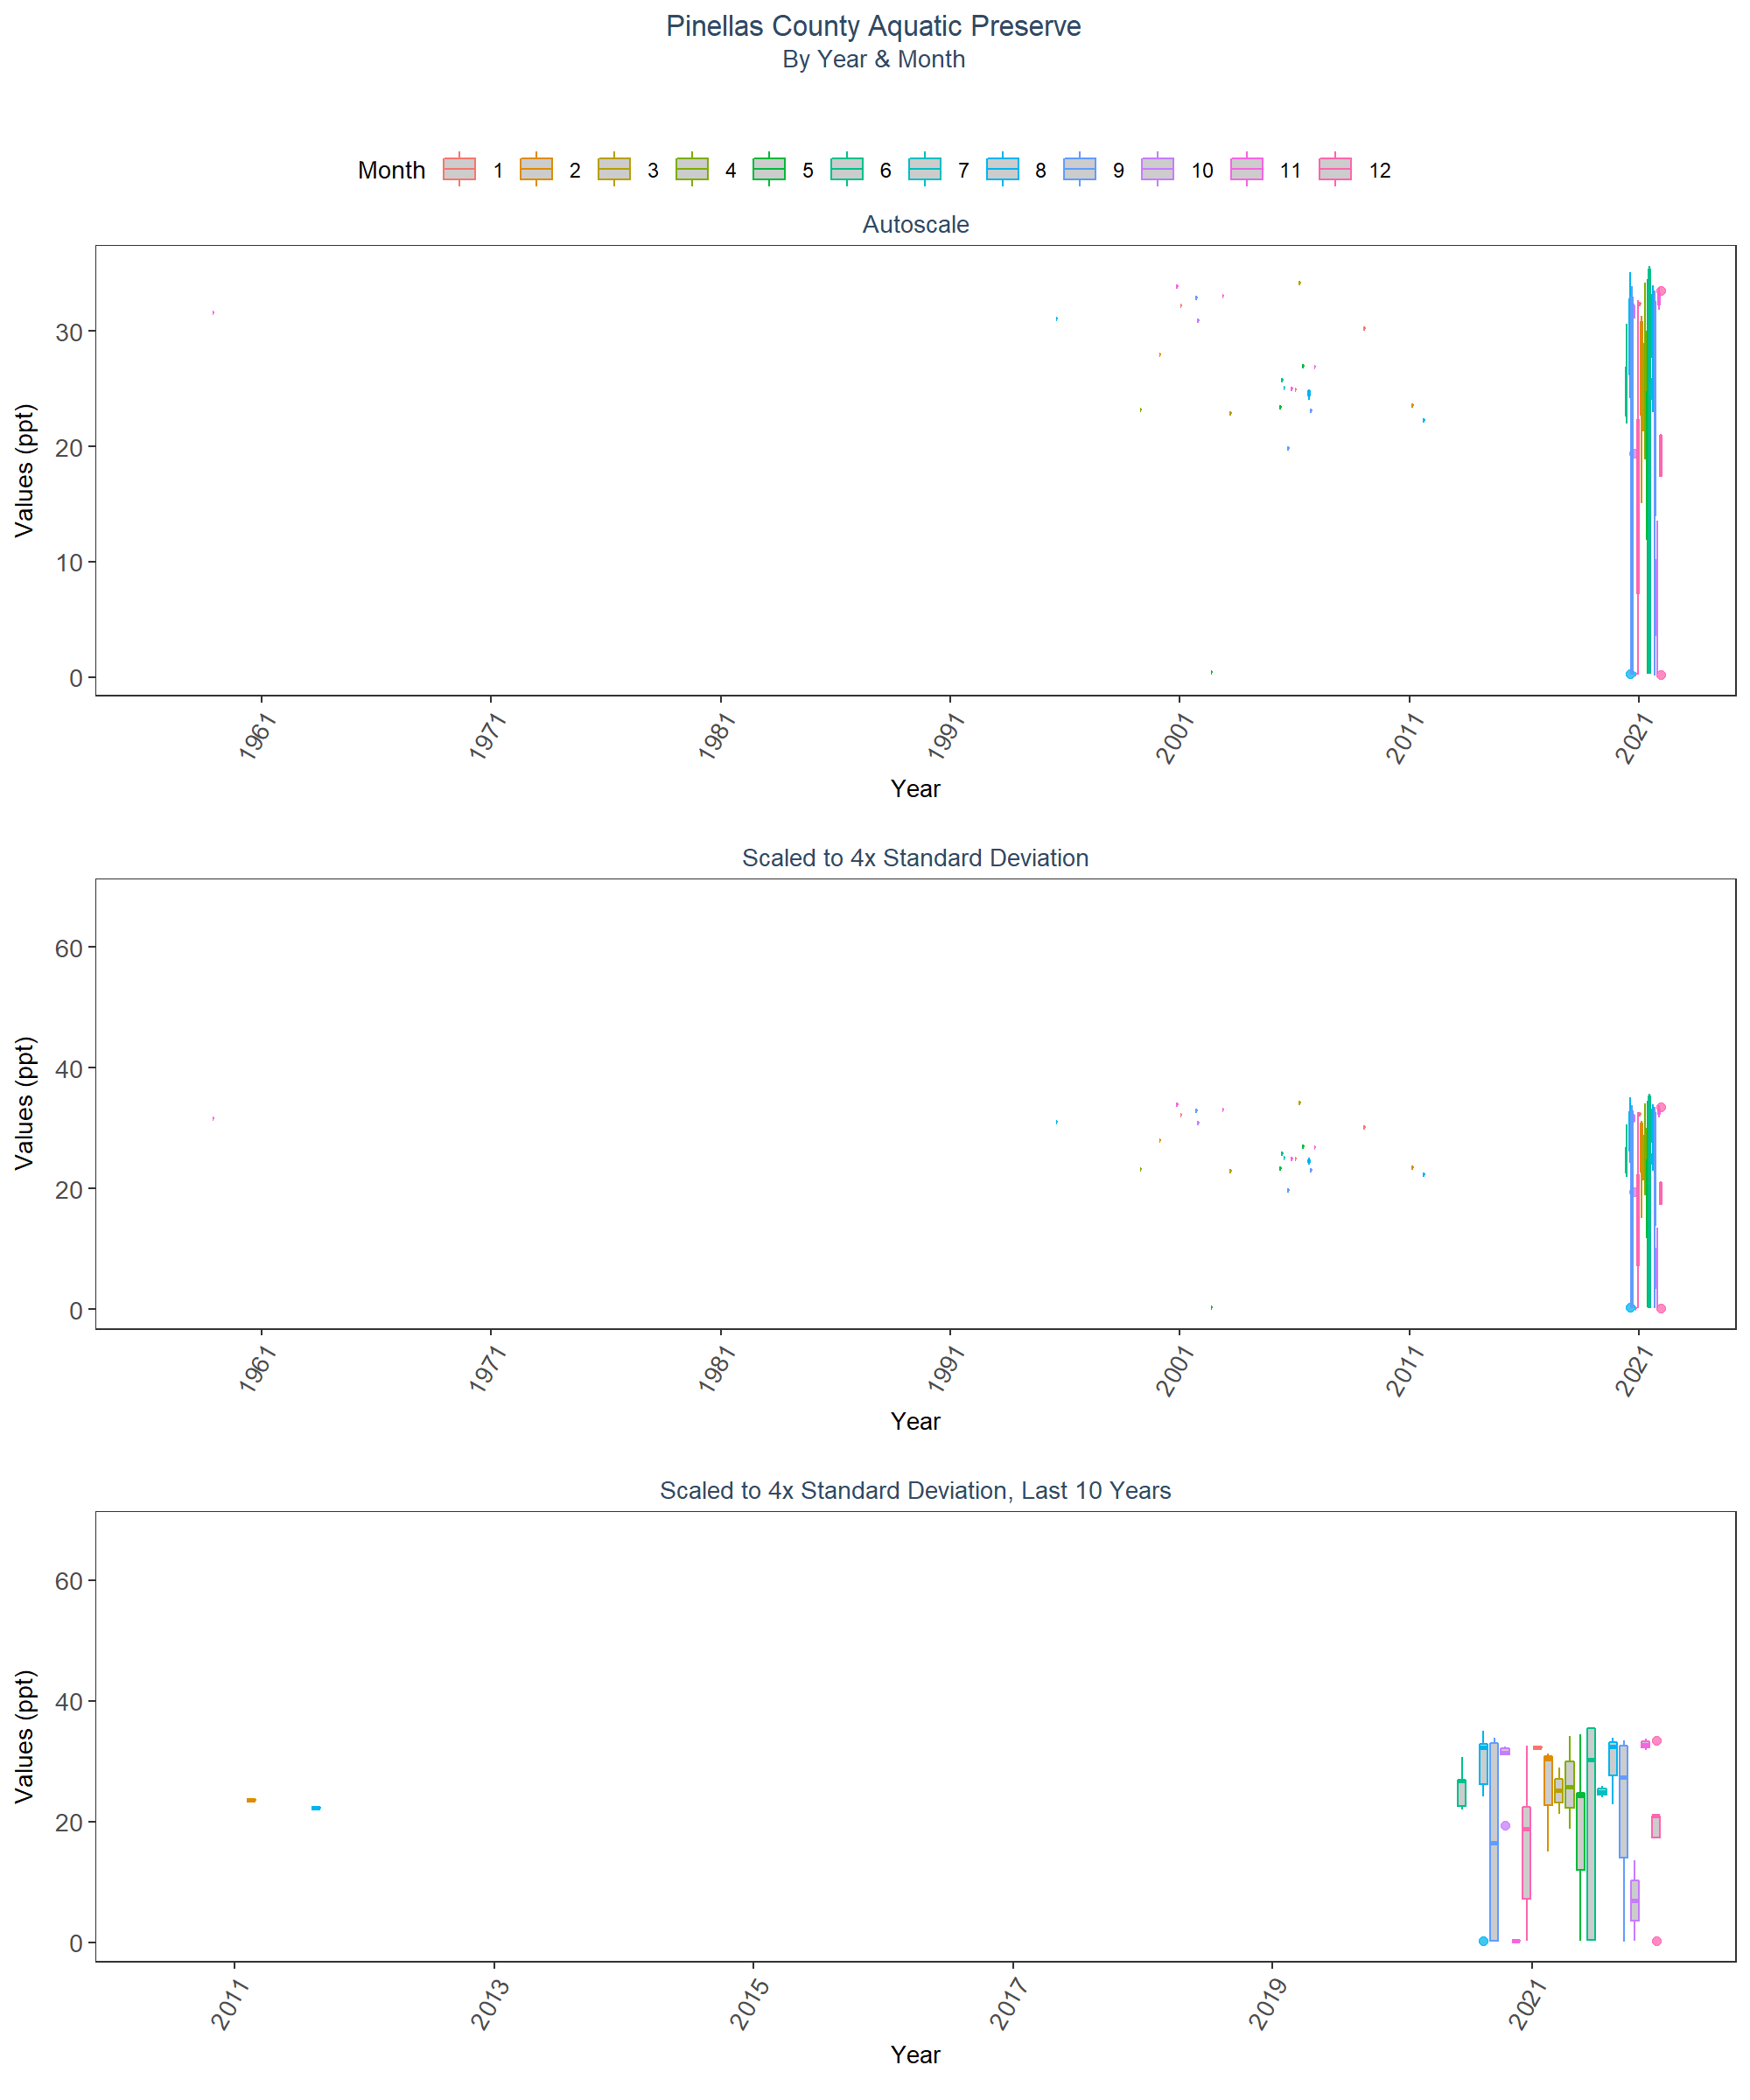 Pinellas County Aquatic Preserve
By Year & Month
Month 1 2 3 4 5 6 7 8 9 10 11 12
Autoscale
Values (ppt)
30
20
10
0
1961 1971 1981 1991 2001 2011 2021
Year
Scaled to 4x Standard Deviation
Values (ppt)
60
40
20
0
1961 1971 1981 1991 2001 2011 2021
Year
Scaled to 4x Standard Deviation, Last 10 Years
Values (ppt)
60
40
20
0
2011 2013 2015 2017 2019 2021
Year